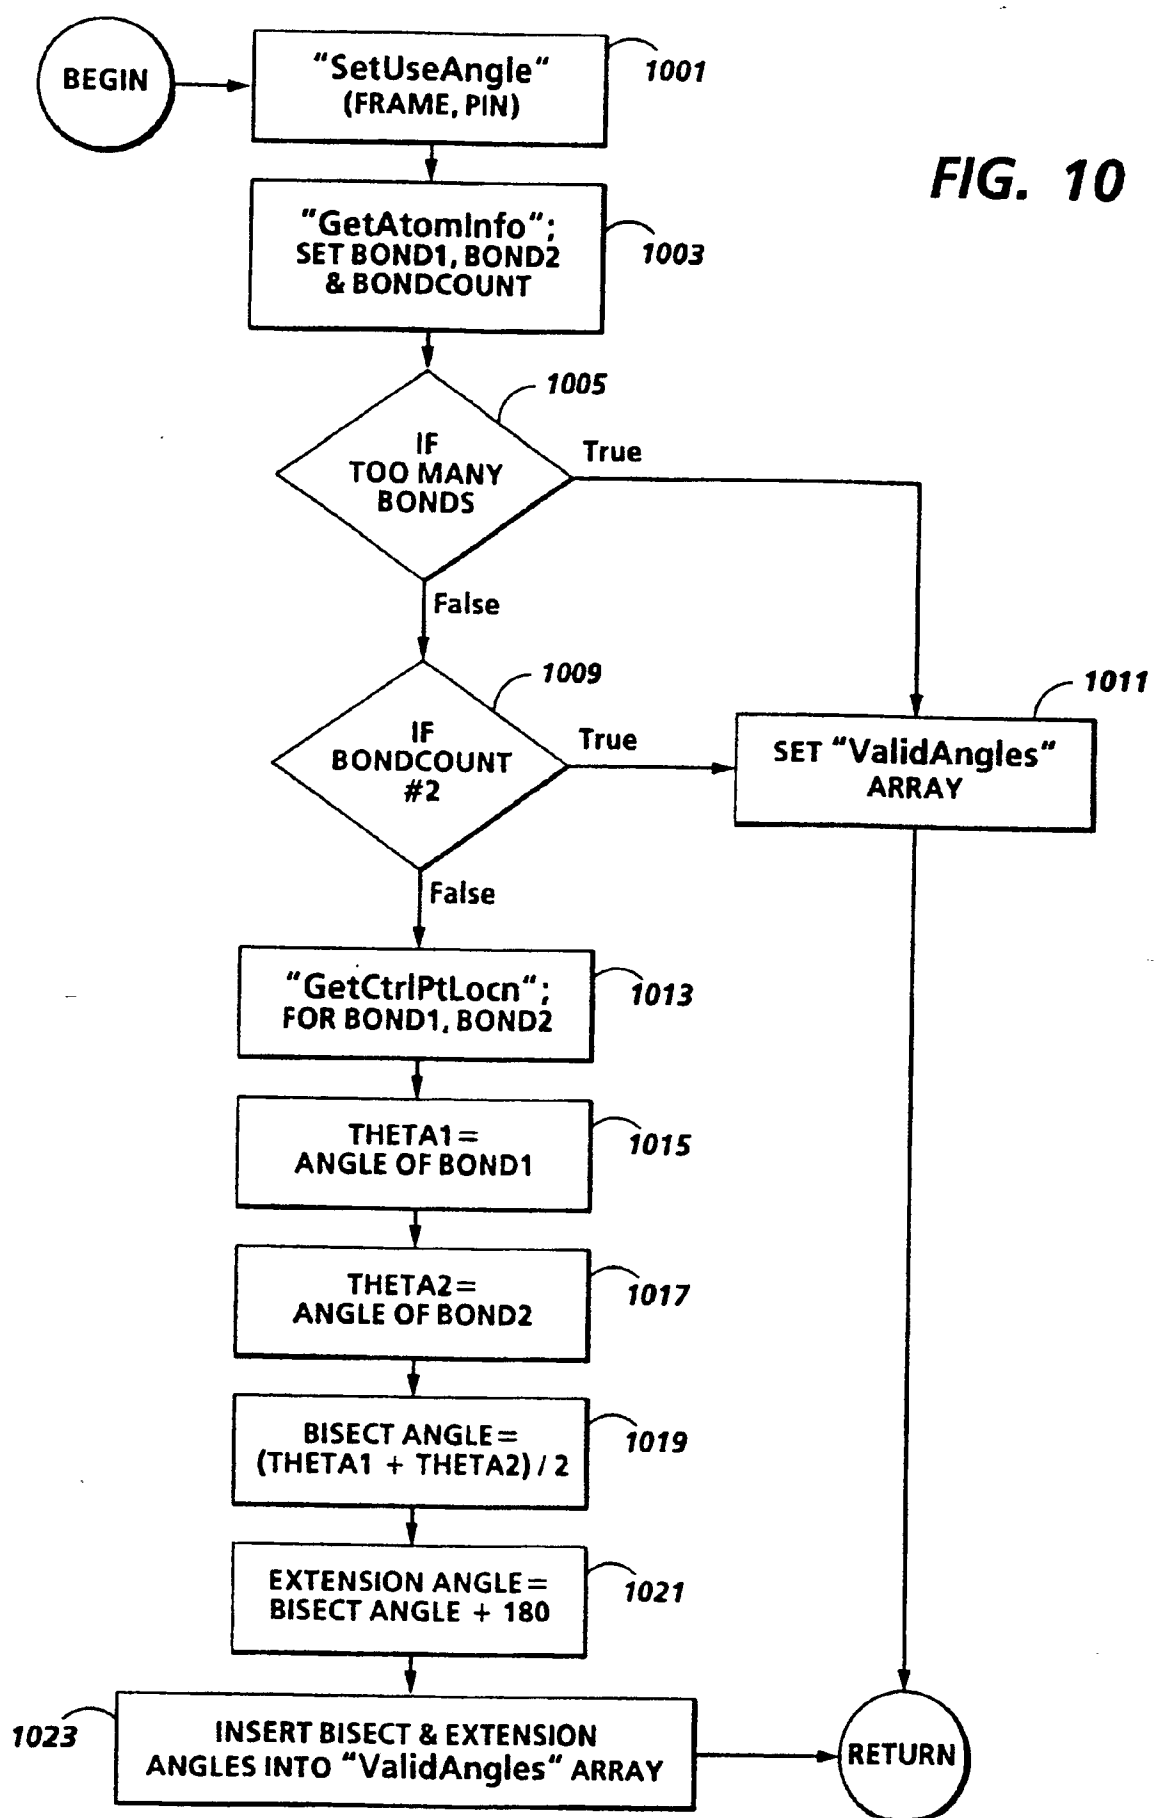 BEGIN
"SetUseAngle"
(FRAME, PIN)
1001
FIG. 10
"GetAtomInfo";
SET BOND1, BOND2
& BONDCOUNT
1003
1005
IF
TOO MANY
BONDS
True
False
1009
IF
BONDCOUNT
#2
True
1011
SET "ValidAngles"
ARRAY
False
"GetCtrlPtLocn";
FOR BOND1, BOND2
1013
THETA1=
ANGLE OF BOND1
1015
THETA2=
ANGLE OF BOND2
1017
BISECT ANGLE=
(THETA1 + THETA2) / 2
1019
EXTENSION ANGLE=
BISECT ANGLE + 180
1021
1023
INSERT BISECT & EXTENSION
ANGLES INTO "ValidAngles" ARRAY
RETURN